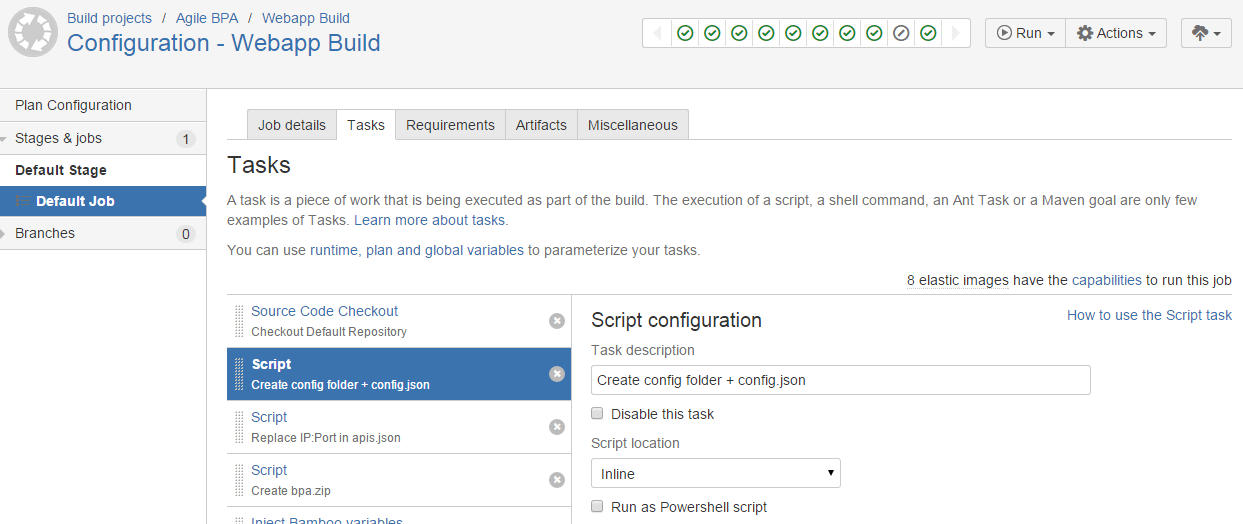 Build projects / Agile BPA / Webapp Build
Configuration - Webapp Build
Run
Actions
Plan Configuration
Stages & jobs 1
Default Stage
Default Job
Branches 0
Job details Tasks Requirements Artifacts Miscellaneous
Tasks
A task is a piece of work that is being executed as part of the build. The execution of a script, a shell command, an Ant Task or a Maven goal are only few
examples of Tasks. Learn more about tasks.
You can use runtime, plan and global variables to parameterize your tasks.
8 elastic images have the capabilities to run this job
Source Code Checkout
Checkout Default Repository
Script
Create config folder + config.json
Script
Replace IP:Port in apis.json
Script
Create bpa.zip
Inject Bamboo variables
Script configuration
How to use the Script task
Task description
Create config folder + config.json
Disable this task
Script location
Inline
Run as Powershell script